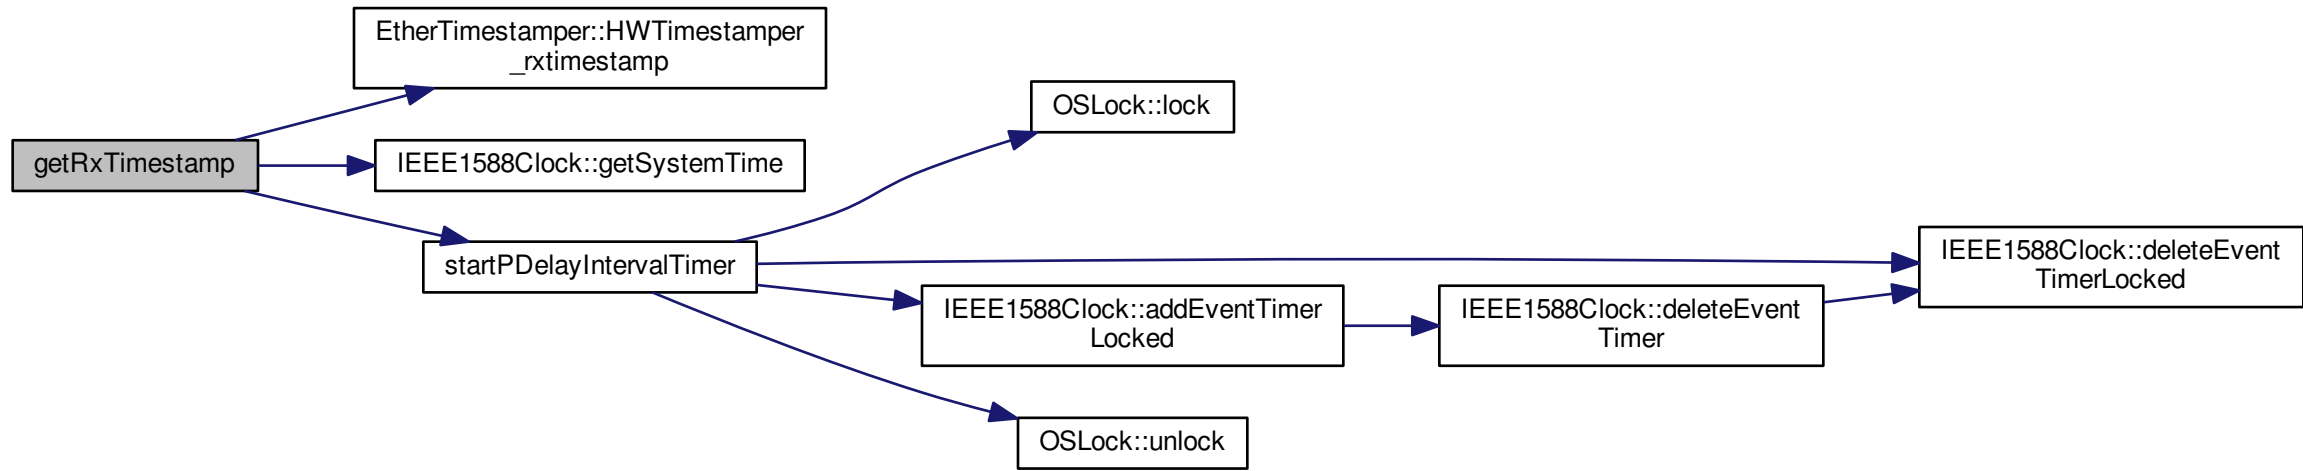 EtherTimestamper::HWTimestamper
_rxtimestamp
OSLock::lock
getRxTimestamp
IEEE1588Clock::getSystemTime
startPDelayIntervalTimer
IEEE1588Clock::deleteEvent
TimerLocked
IEEE1588Clock::addEventTimer
Locked
IEEE1588Clock::deleteEvent
Timer
OSLock::unlock